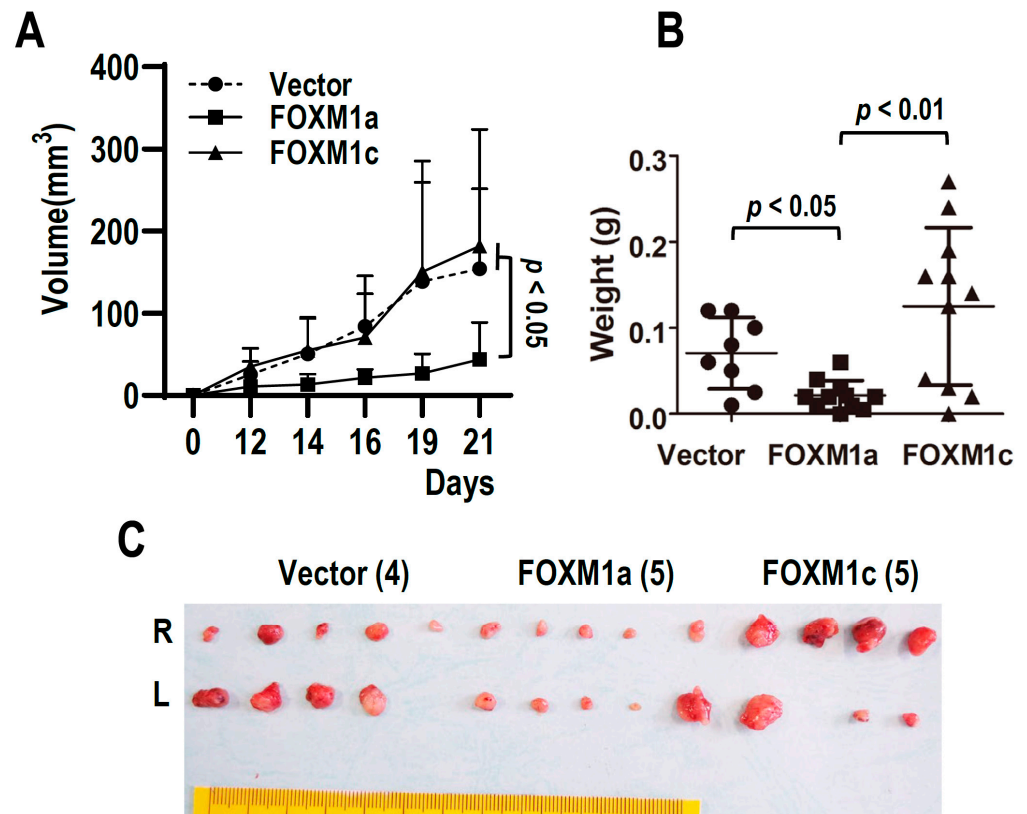 A
Volume(mm³)
400
300
200
100
0
Vector
FOXM1a
FOXM1c
p < 0.05
0 12 14 16 19 21
Days
B
Weight (g)
0.3
0.2
0.1
0.0
p < 0.05
p < 0.01
Vector FOXM1a FOXM1c
C
Vector (4) FOXM1a (5) FOXM1c (5)
R
L